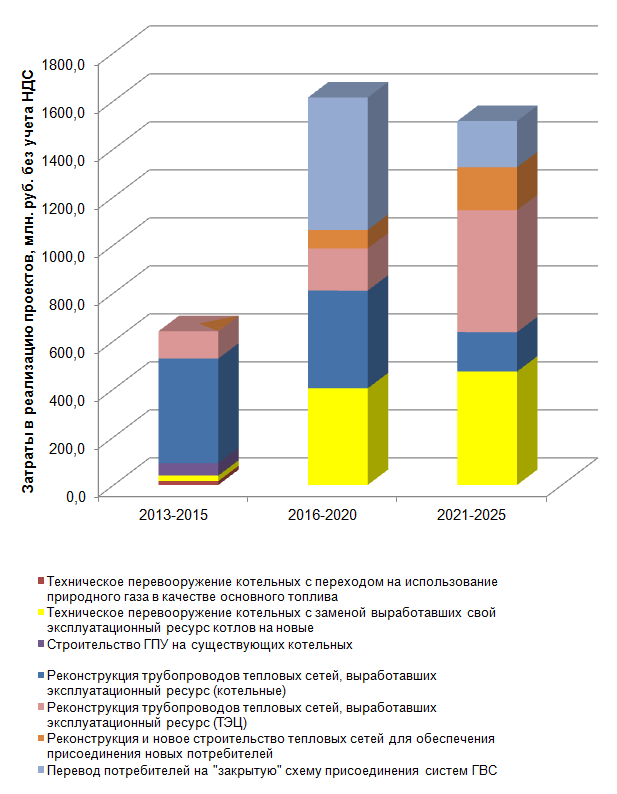 Затраты в реализацию проектов, млн. руб. без учета НДС
1800,0
1600,0
1400,0
1200,0
1000,0
800,0
600,0
400,0
200,0
0,0
2013-2015 2016-2020 2021-2025
Техническое перевооружение котельных с переходом на использование
природного газа в качестве основного топлива
Техническое перевооружение котельных с заменой выработавших свой
эксплуатационный ресурс котлов на новые
Строительство ГПУ на существующих котельных
Реконструкция трубопроводов тепловых сетей, выработавших
эксплуатационный ресурс (котельные)
Реконструкция трубопроводов тепловых сетей, выработавших
эксплуатационный ресурс (ТЭЦ)
Реконструкция и новое строительство тепловых сетей для обеспечения
присоединения новых потребителей
Перевод потребителей на "закрытую" схему присоединения систем ГВС